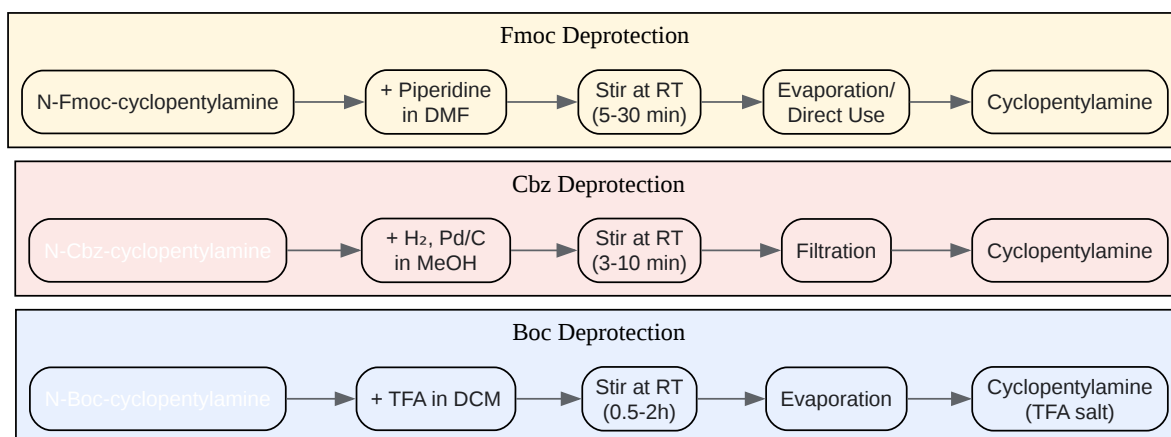 Fmoc Deprotection
N-Fmoc-cyclopentylamine
+ Piperidine
in DMF
Stir at RT
(5-30 min)
Evaporation/
Direct Use
Cyclopentylamine
Cbz Deprotection
N-Cbz-cyclopentylamine
+ H₂, Pd/C
in MeOH
Stir at RT
(3-10 min)
Filtration
Cyclopentylamine
Boc Deprotection
N-Boc-cyclopentylamine
+ TFA in DCM
Stir at RT
(0.5-2h)
Evaporation
Cyclopentylamine
(TFA salt)